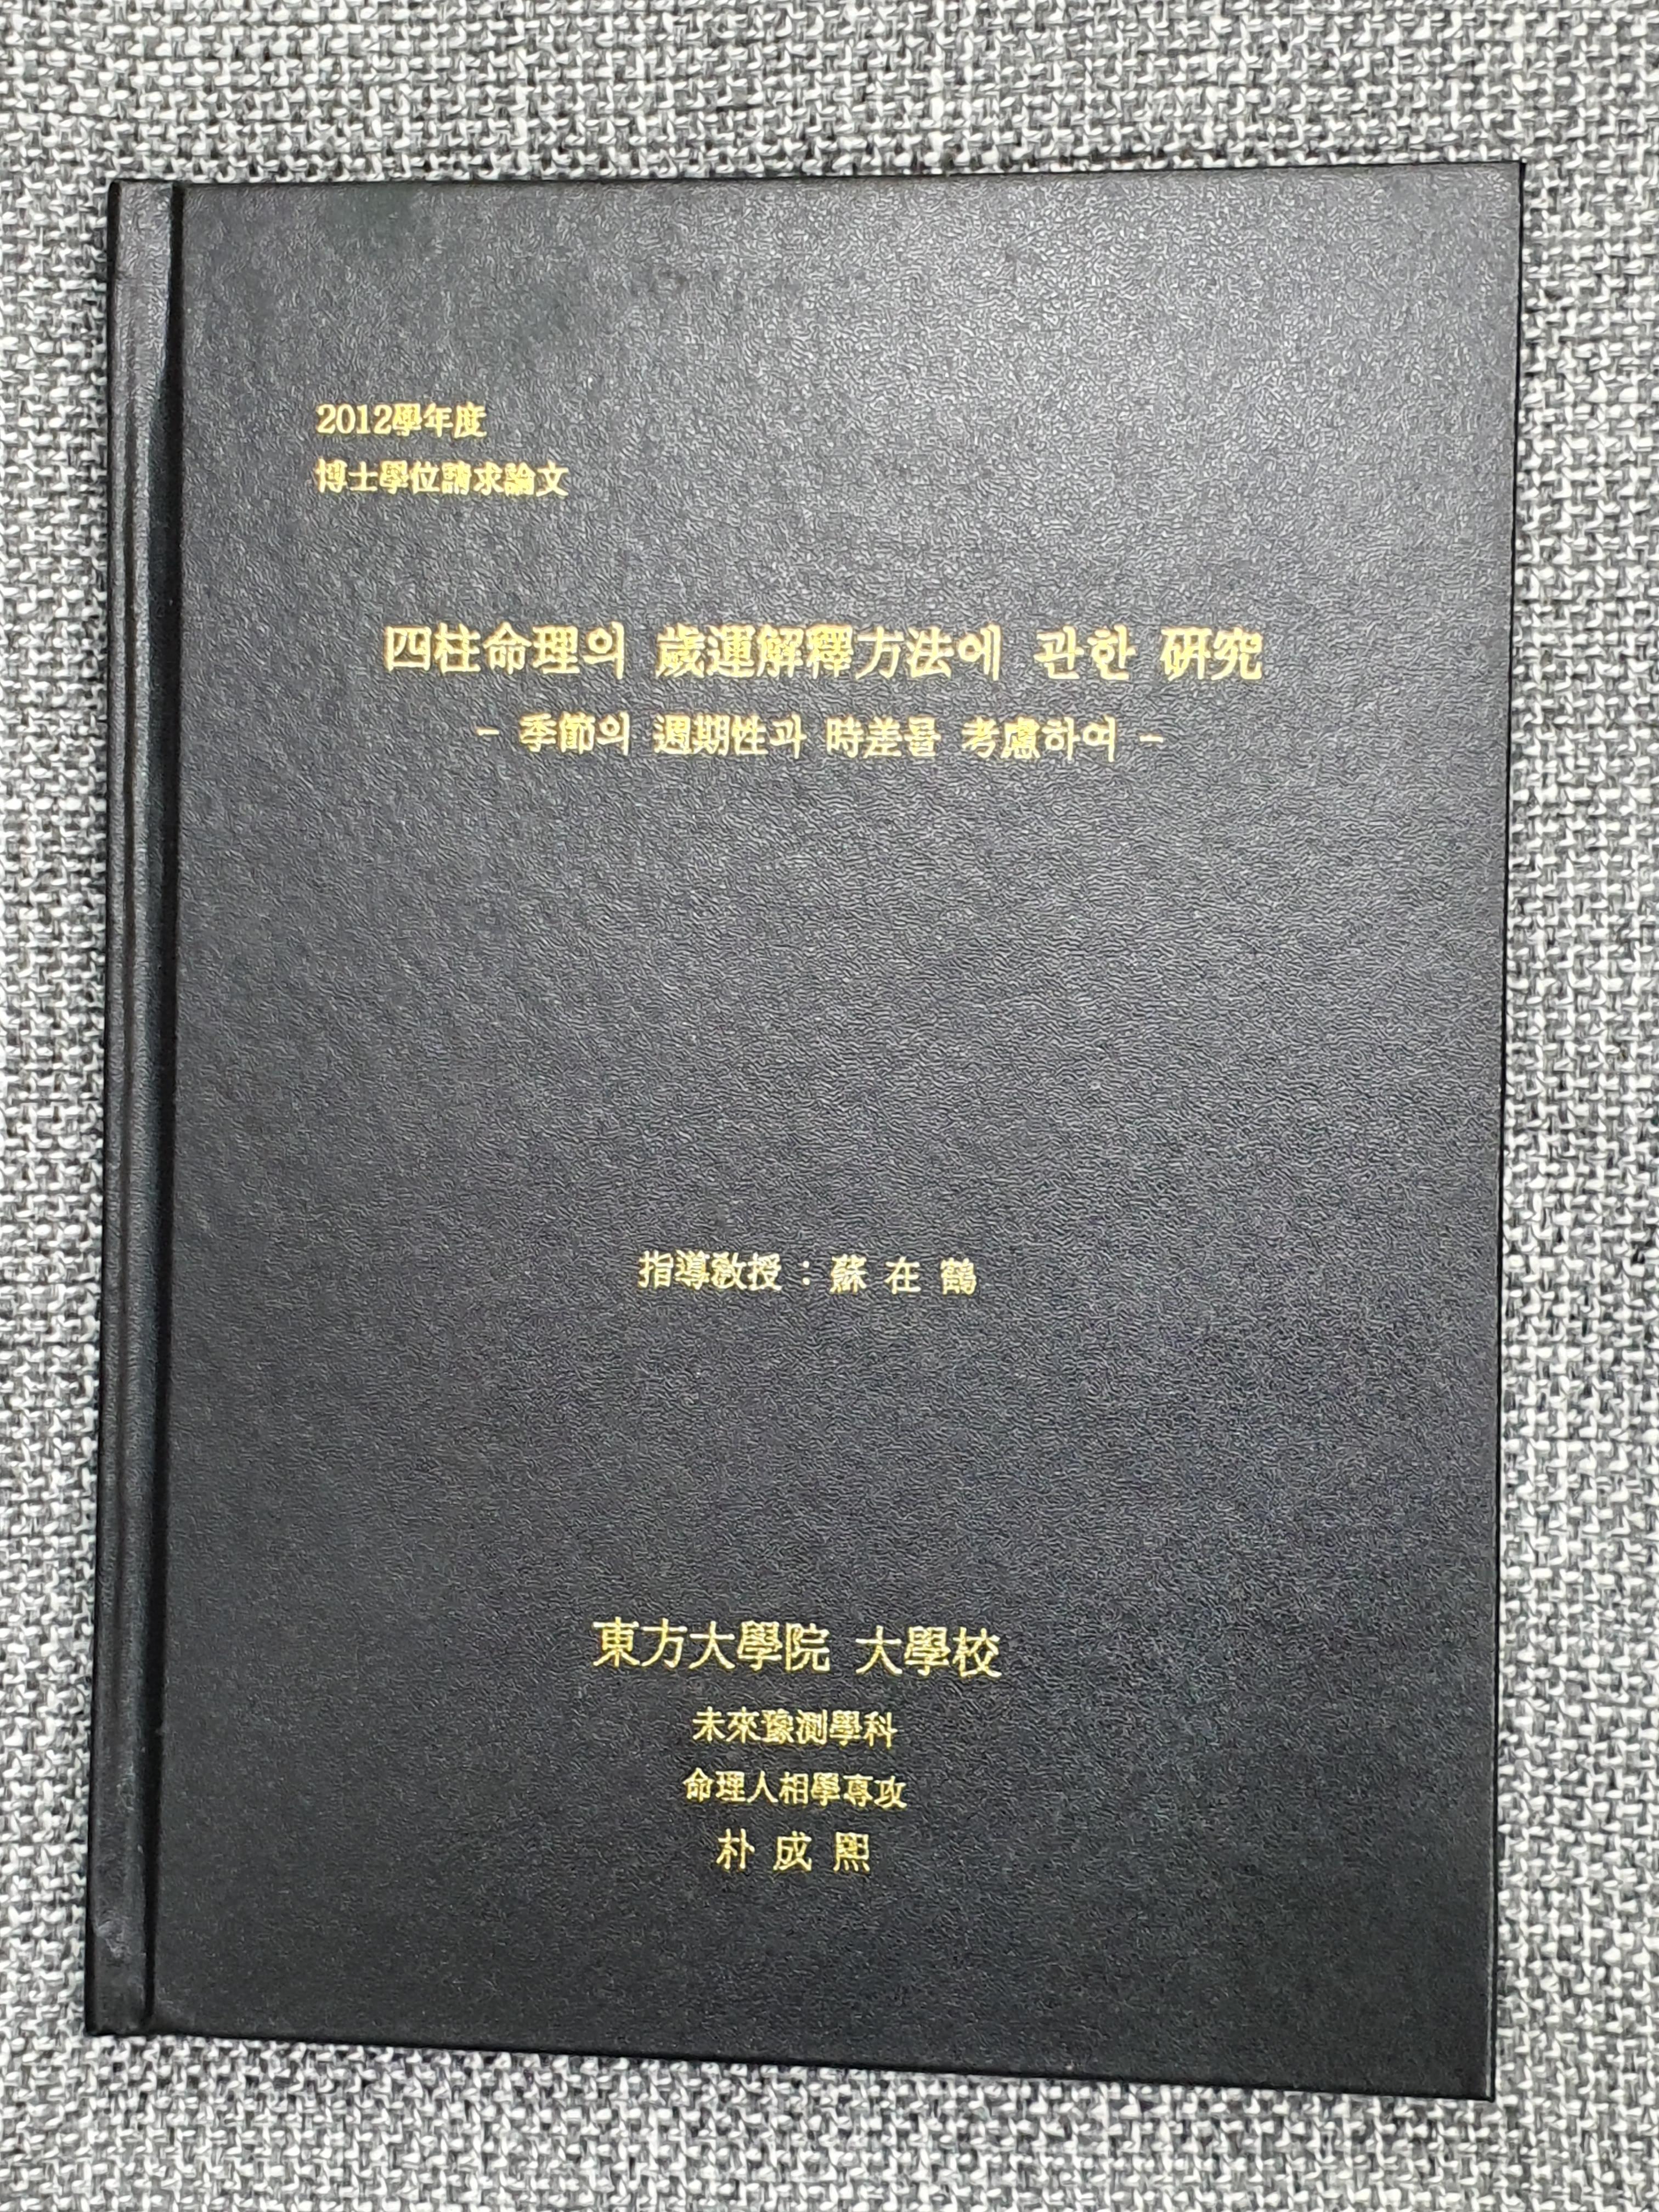 2012學年度
博士學位請求論文
四柱命理의 歲運解釋方法에 관한 硏究
- 季節의 週期性과 時差를 考慮하여 -
指導敎授 : 蘇 在 鶴
東方大學院 大學校
未來豫測學科
命理人相學專攻
朴 成 熙